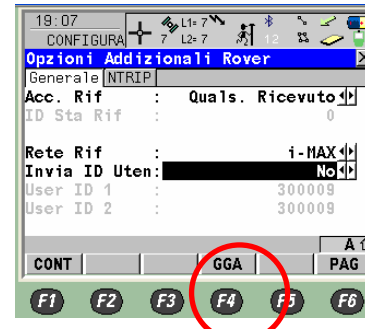 19:07
L1= 7
CONFIGURA
7
L2= 7
12
Opzioni Addizionali Rover
Generale NTRIP
Acc. Rif : Quals. Ricevuto
ID Sta Rif : 0
Rete Rif : i-MAX
Invia ID Uten: No
User ID 1 : 300009
User ID 2 : 300009
A
CONT GGA PAG
F1 F2 F3 F4 F5 F6